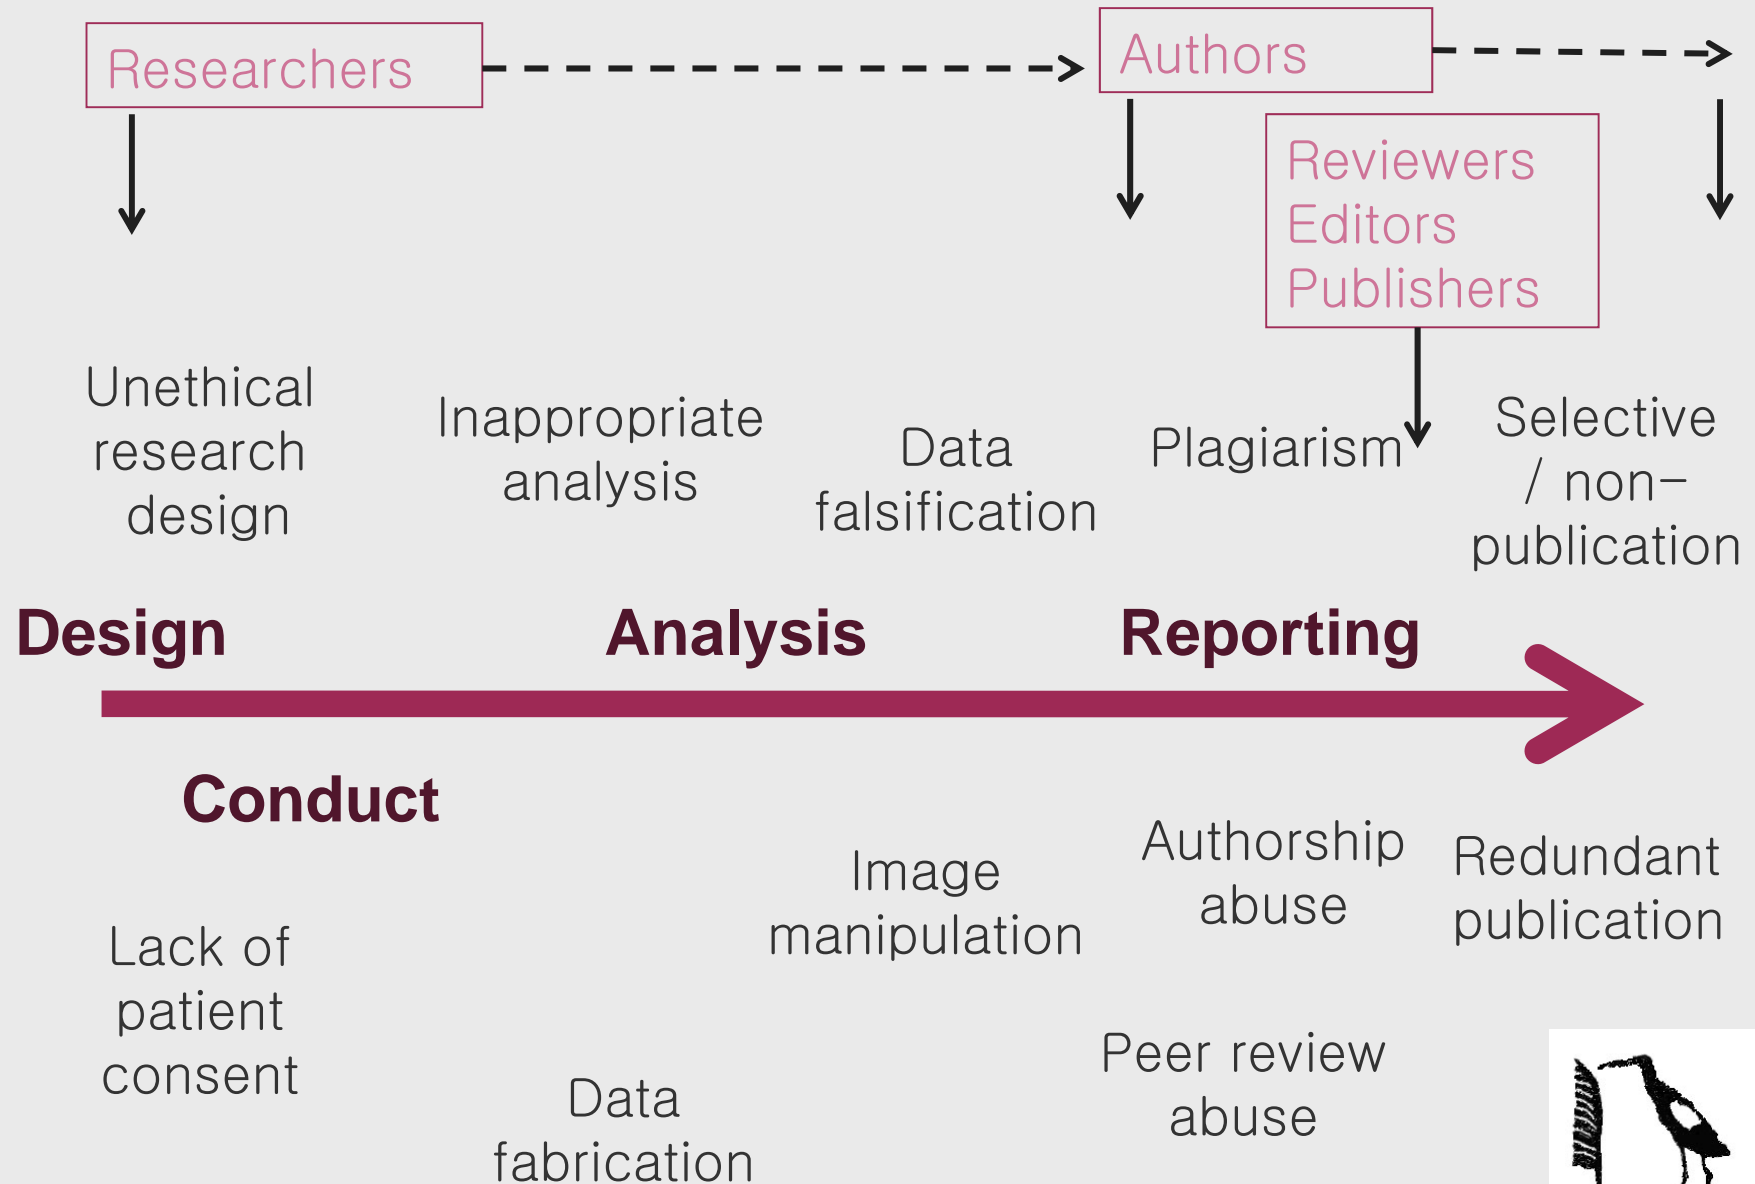 Researchers
Authors
Reviewers
Editors
Publishers
Unethical
research
design
Inappropriate
analysis
Data
falsification
Plagiarism
Selective
/ non-
publication
Design
Analysis
Reporting
Conduct
Lack of
patient
consent
Data
fabrication
Image
manipulation
Authorship
abuse
Redundant
publication
Peer review
abuse